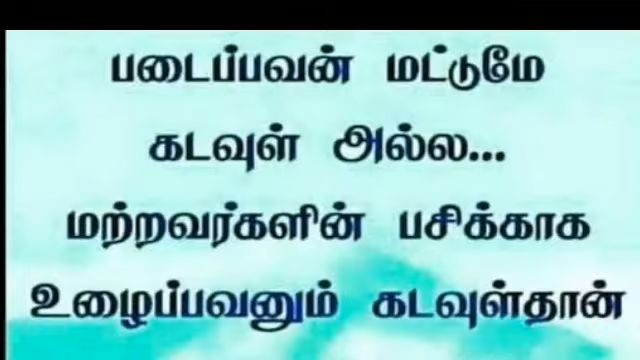 படைப்பவன் மட்டுமே
கடவுள் அல்ல...
மற்றவர்களின் பசிக்காக
உழைப்பவனும் கடவுள்தான்